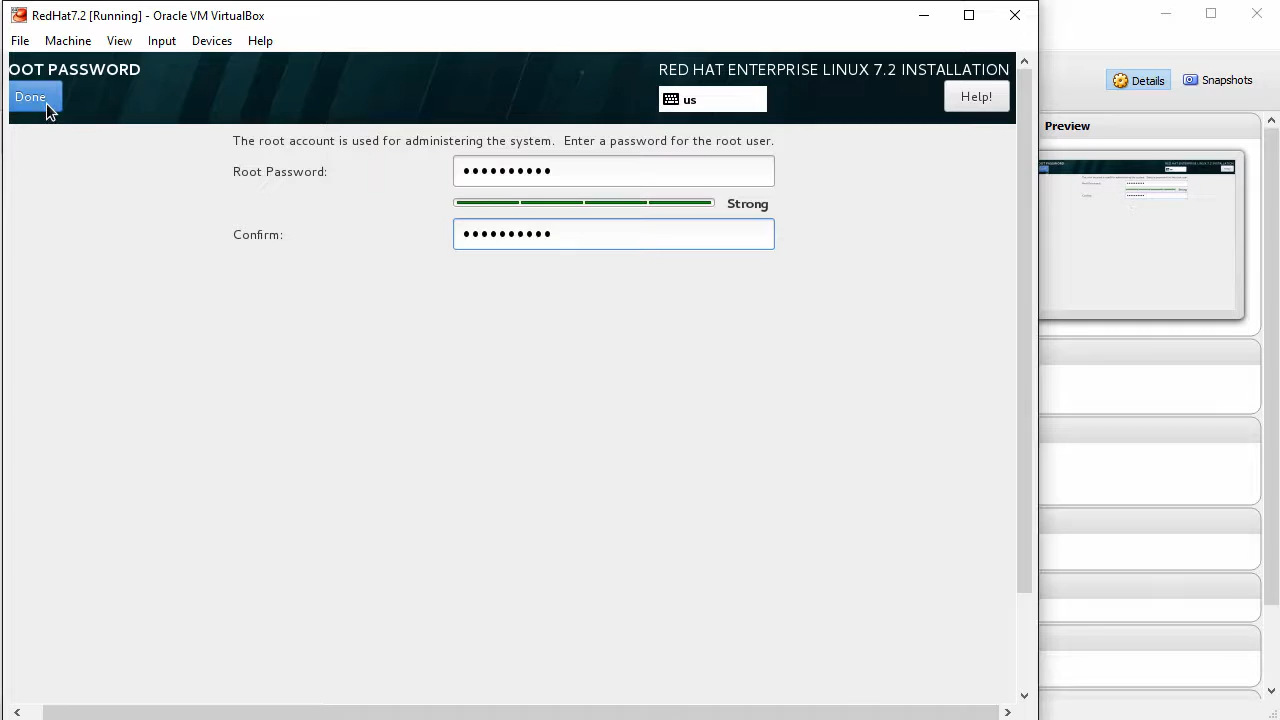 RedHat7.2 [Running] - Oracle VM VirtualBox
File Machine View Input Devices Help
OOT PASSWORD
RED HAT ENTERPRISE LINUX 7.2 INSTALLATION
Done
us
Help!
Details
Snapshots
Preview
The root account is used for administering the system. Enter a password for the root user.
Root Password: ●●●●●●●●●●
Strong
Confirm: ●●●●●●●●●●